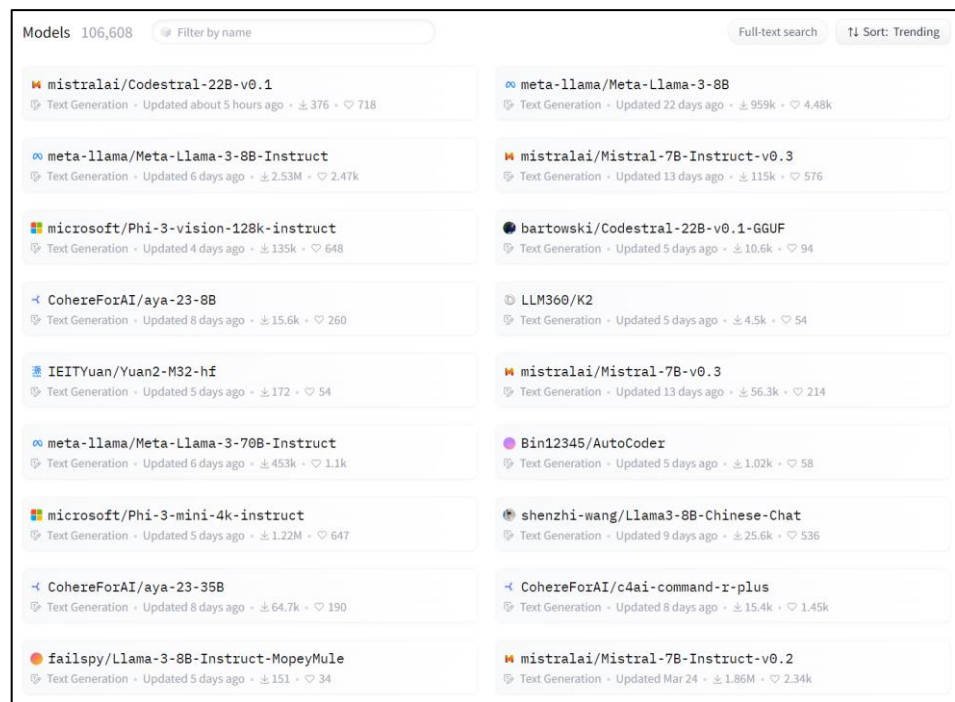 Models 106,608 Filter by name Full-text search ↑↓ Sort: Trending
mistralai/Codestral-22B-v0.1
Text Generation • Updated about 5 hours ago • 376 • 718
meta-llama/Meta-Llama-3-8B
Text Generation • Updated 22 days ago • 959k • 4.48k
meta-llama/Meta-Llama-3-8B-Instruct
Text Generation • Updated 6 days ago • 2.53M • 2.47k
mistralai/Mistral-7B-Instruct-v0.3
Text Generation • Updated 13 days ago • 115k • 576
microsoft/Phi-3-vision-128k-instruct
Text Generation • Updated 4 days ago • 135k • 648
bartowski/Codestral-22B-v0.1-GGUF
Text Generation • Updated 5 days ago • 10.6k • 94
CohereForAI/aya-23-8B
Text Generation • Updated 8 days ago • 15.6k • 260
LLM360/K2
Text Generation • Updated 5 days ago • 4.5k • 54
IEITYuan/Yuan2-M32-hf
Text Generation • Updated 5 days ago • 172 • 54
mistralai/Mistral-7B-v0.3
Text Generation • Updated 13 days ago • 56.3k • 214
meta-llama/Meta-Llama-3-70B-Instruct
Text Generation • Updated 6 days ago • 453k • 1.1k
Bin12345/AutoCoder
Text Generation • Updated 5 days ago • 1.02k • 58
microsoft/Phi-3-mini-4k-instruct
Text Generation • Updated 5 days ago • 1.22M • 647
shenzhi-wang/Llama3-8B-Chinese-Chat
Text Generation • Updated 9 days ago • 25.6k • 536
CohereForAI/aya-23-35B
Text Generation • Updated 8 days ago • 64.7k • 190
CohereForAI/c4ai-command-r-plus
Text Generation • Updated 8 days ago • 15.4k • 1.45k
failspy/Llama-3-8B-Instruct-MopeyMule
Text Generation • Updated 5 days ago • 151 • 34
mistralai/Mistral-7B-Instruct-v0.2
Text Generation • Updated Mar 24 • 1.86M • 2.34k